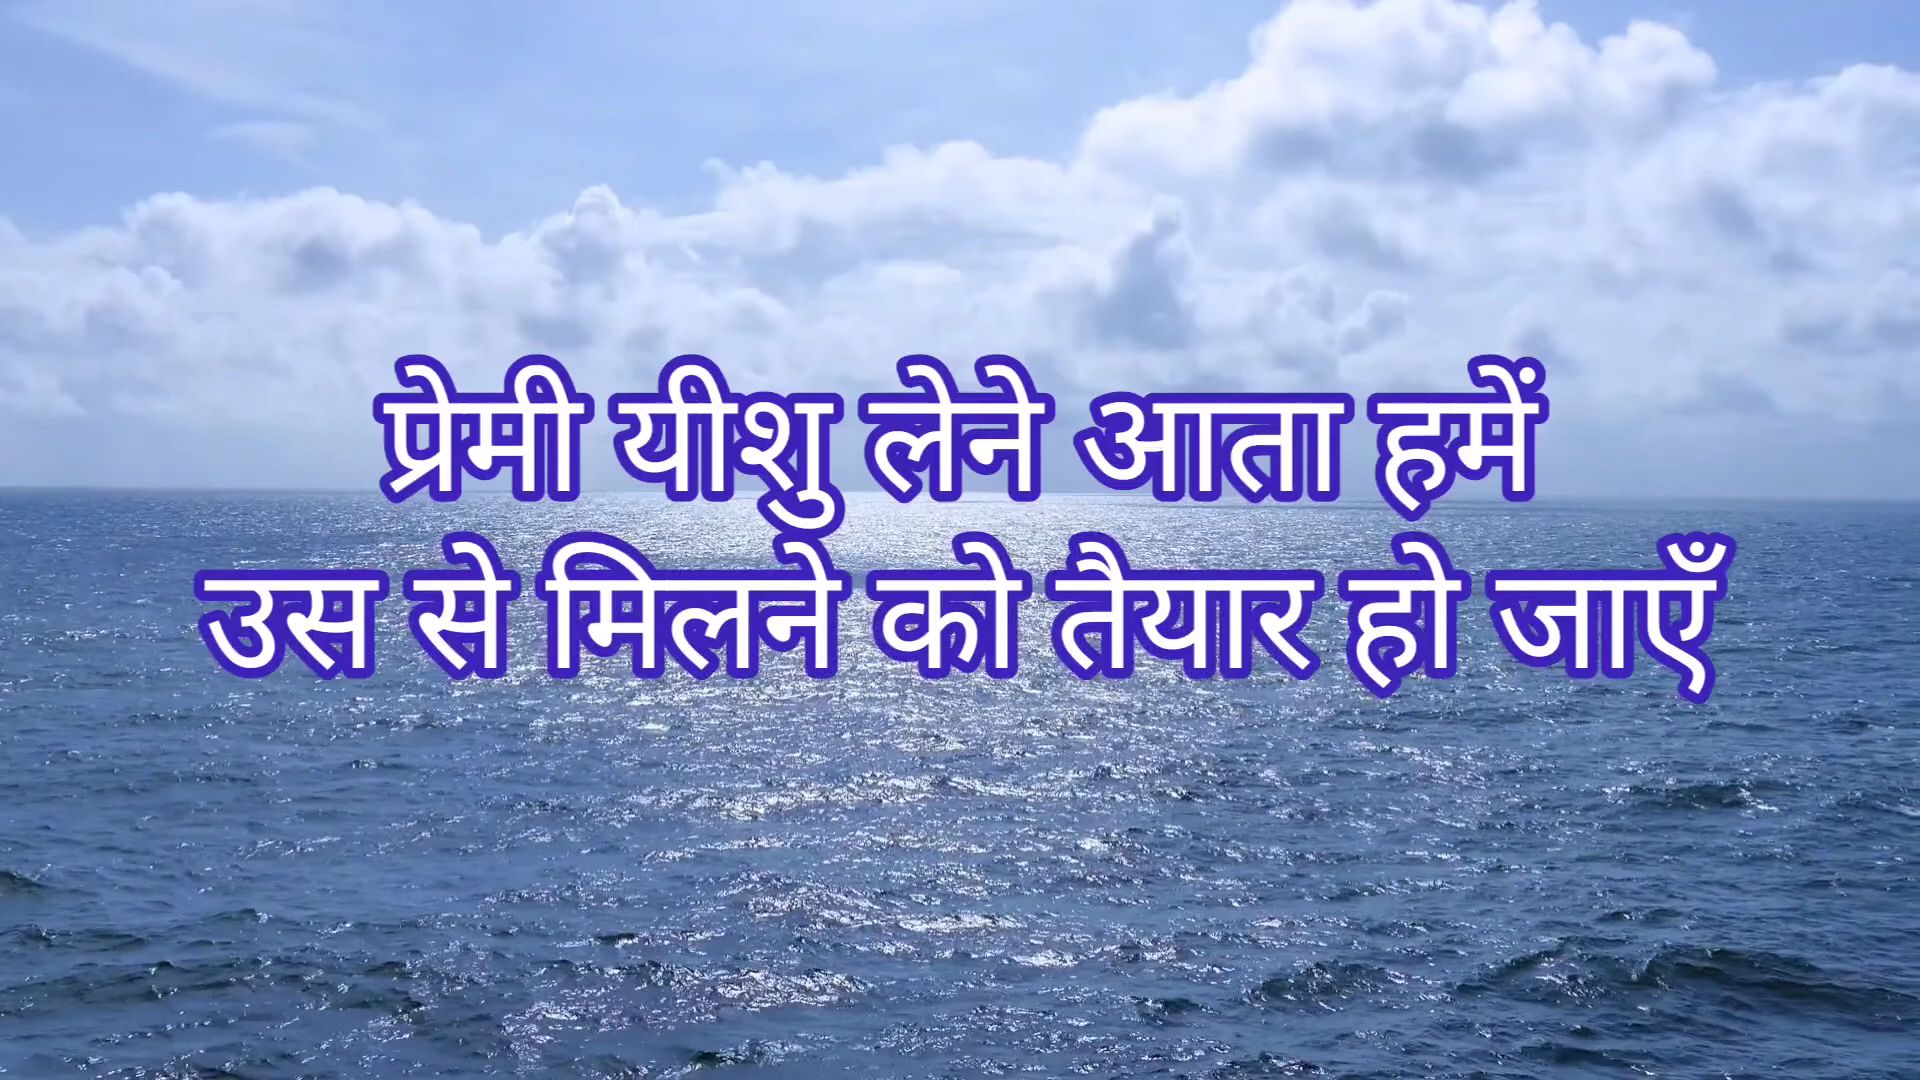 प्रेमी यीशु लेने आता हमें
उस से मिलने को तैयार हो जाएँ